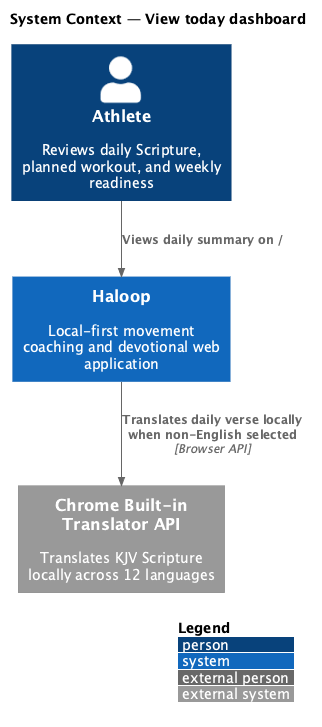 System Context — View today dashboard
Athlete
Reviews daily Scripture,
planned workout, and weekly
readiness
Views daily summary on /
Haloop
Local-first movement
coaching and devotional web
application
Translates daily verse locally
when non-English selected
[Browser API]
Chrome Built-in
Translator API
Translates KJV Scripture
locally across 12 languages
Legend
person
system
external person
external system